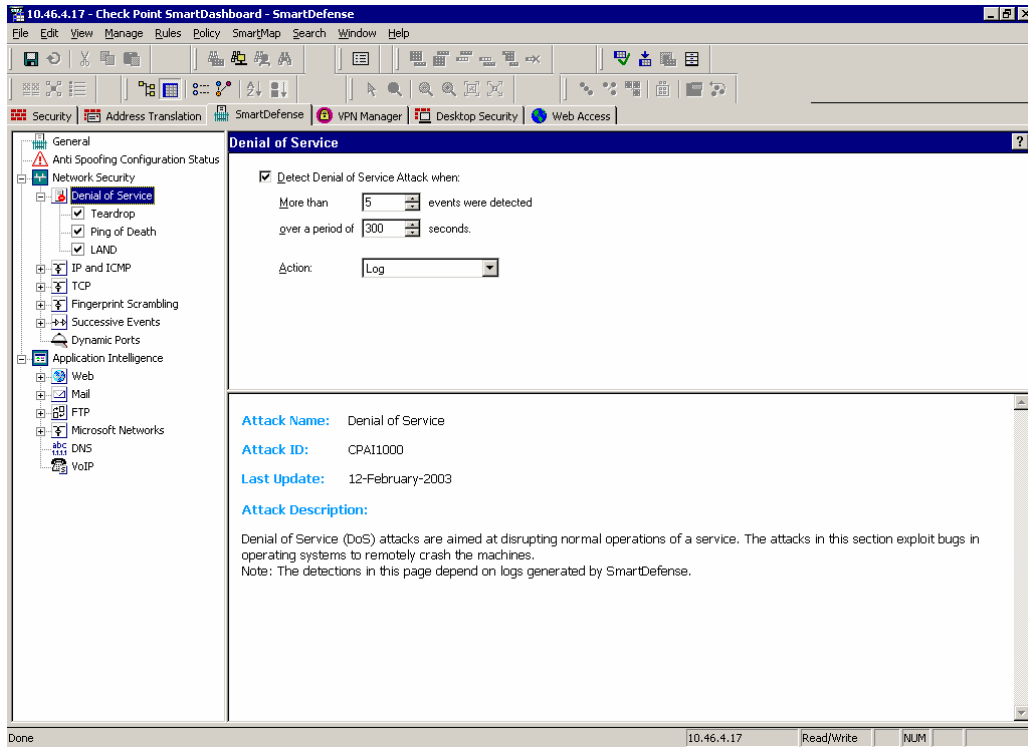 10.46.4.17 - Check Point SmartDashboard - SmartDefense
File Edit View Manage Rules Policy SmartMap Search Window Help
Security Address Translation SmartDefense VPN Manager Desktop Security Web Access
General
Anti Spoofing Configuration Status
Network Security
Denial of Service
Teardrop
Ping of Death
LAND
IP and ICMP
TCP
Fingerprint Scrambling
Successive Events
Dynamic Ports
Application Intelligence
Web
Mail
FTP
Microsoft Networks
DNS
VoIP
Denial of Service
Detect Denial of Service Attack when:
More than 5 events were detected
over a period of 300 seconds.
Action: Log
Attack Name: Denial of Service
Attack ID: CPAI1000
Last Update: 12-February-2003
Attack Description:
Denial of Service (DoS) attacks are aimed at disrupting normal operations of a service. The attacks in this section exploit bugs in
operating systems to remotely crash the machines.
Note: The detections in this page depend on logs generated by SmartDefense.
Done 10.46.4.17 Read/Write NUM